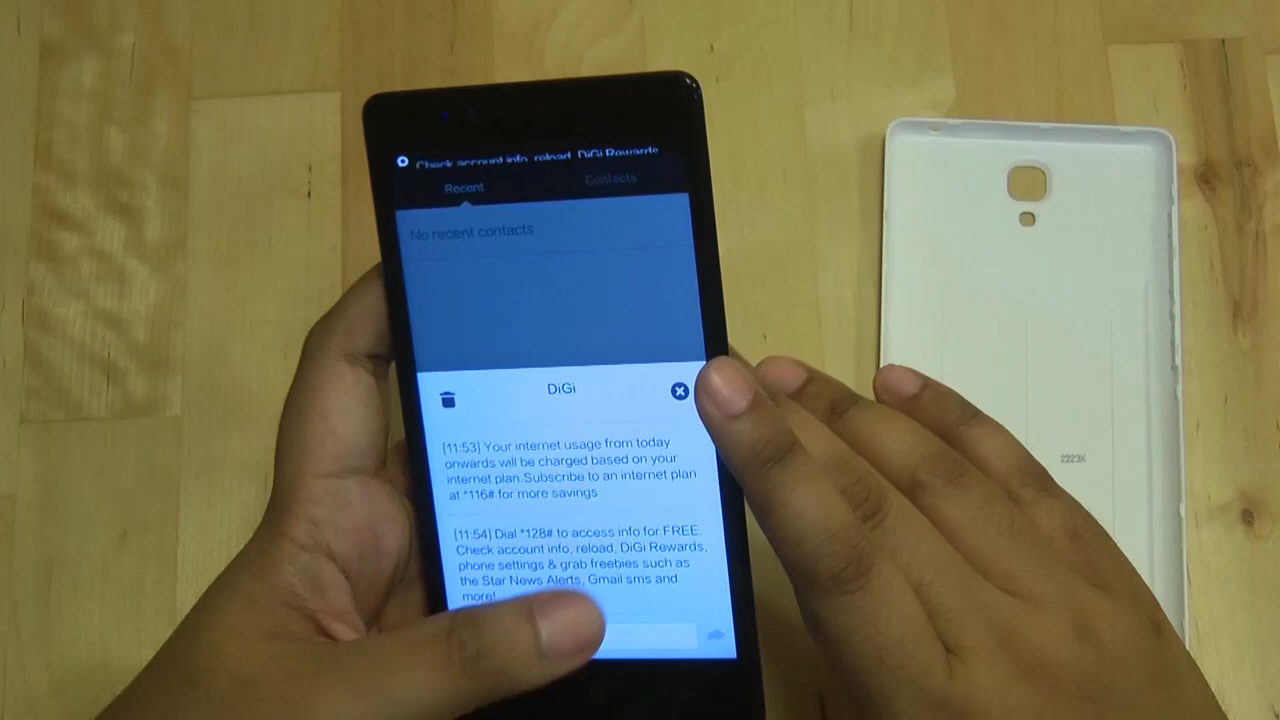 Check account info, reload, DiGi Rewards
Recent
Contacts
No recent contacts
DiGi
[11:53] Your internet usage from today
onwards will be charged based on your
internet plan.Subscribe to an internet plan
at *116# for more savings
[11:54] Dial *128# to access info for FREE.
Check account info, reload, DiGi Rewards,
phone settings & grab freebies such as
the Star News Alerts, Gmail sms and
more!
2223X